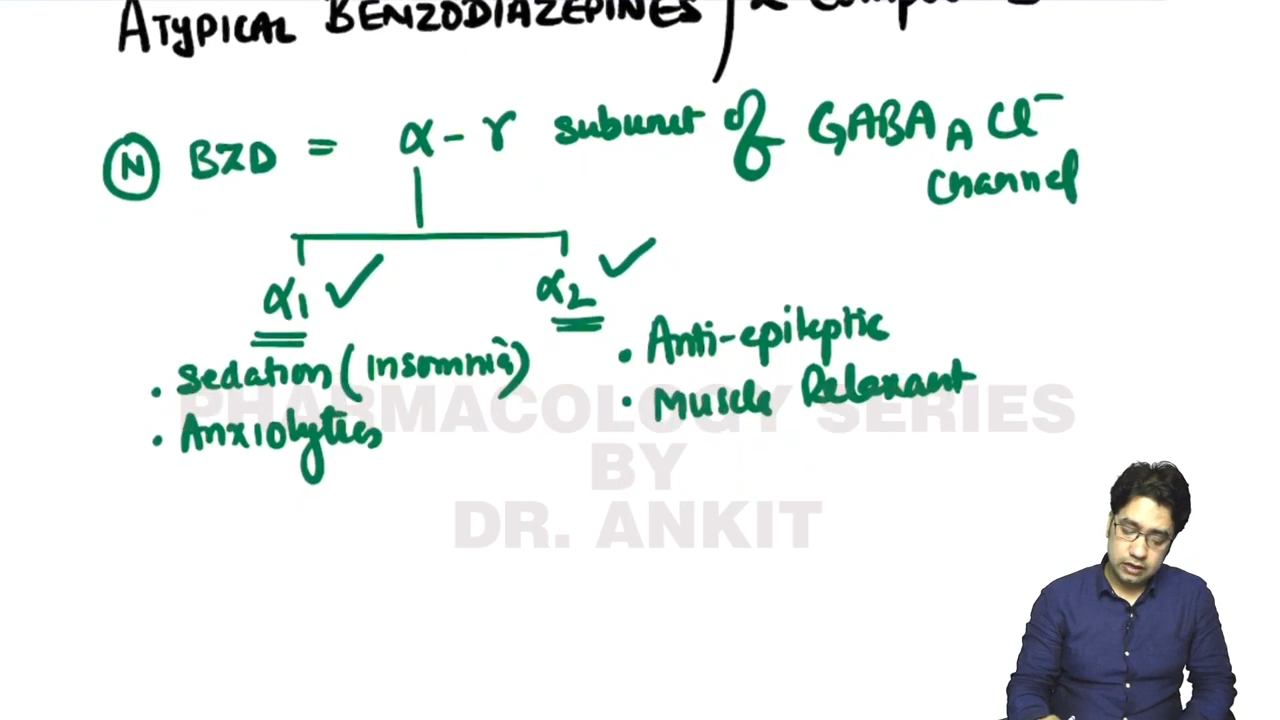 ATYPICAL BENZODIAZEPINES /
Ⓝ BZD = α - γ subunit of GABA A Cl⁻
channel
α1 ✓ α2 ✓
• Sedation (Insomnia)
• Anxiolytics
• Anti-epileptic
• Muscle Relaxant
PHARMACOLOGY SERIES
BY
DR. ANKIT